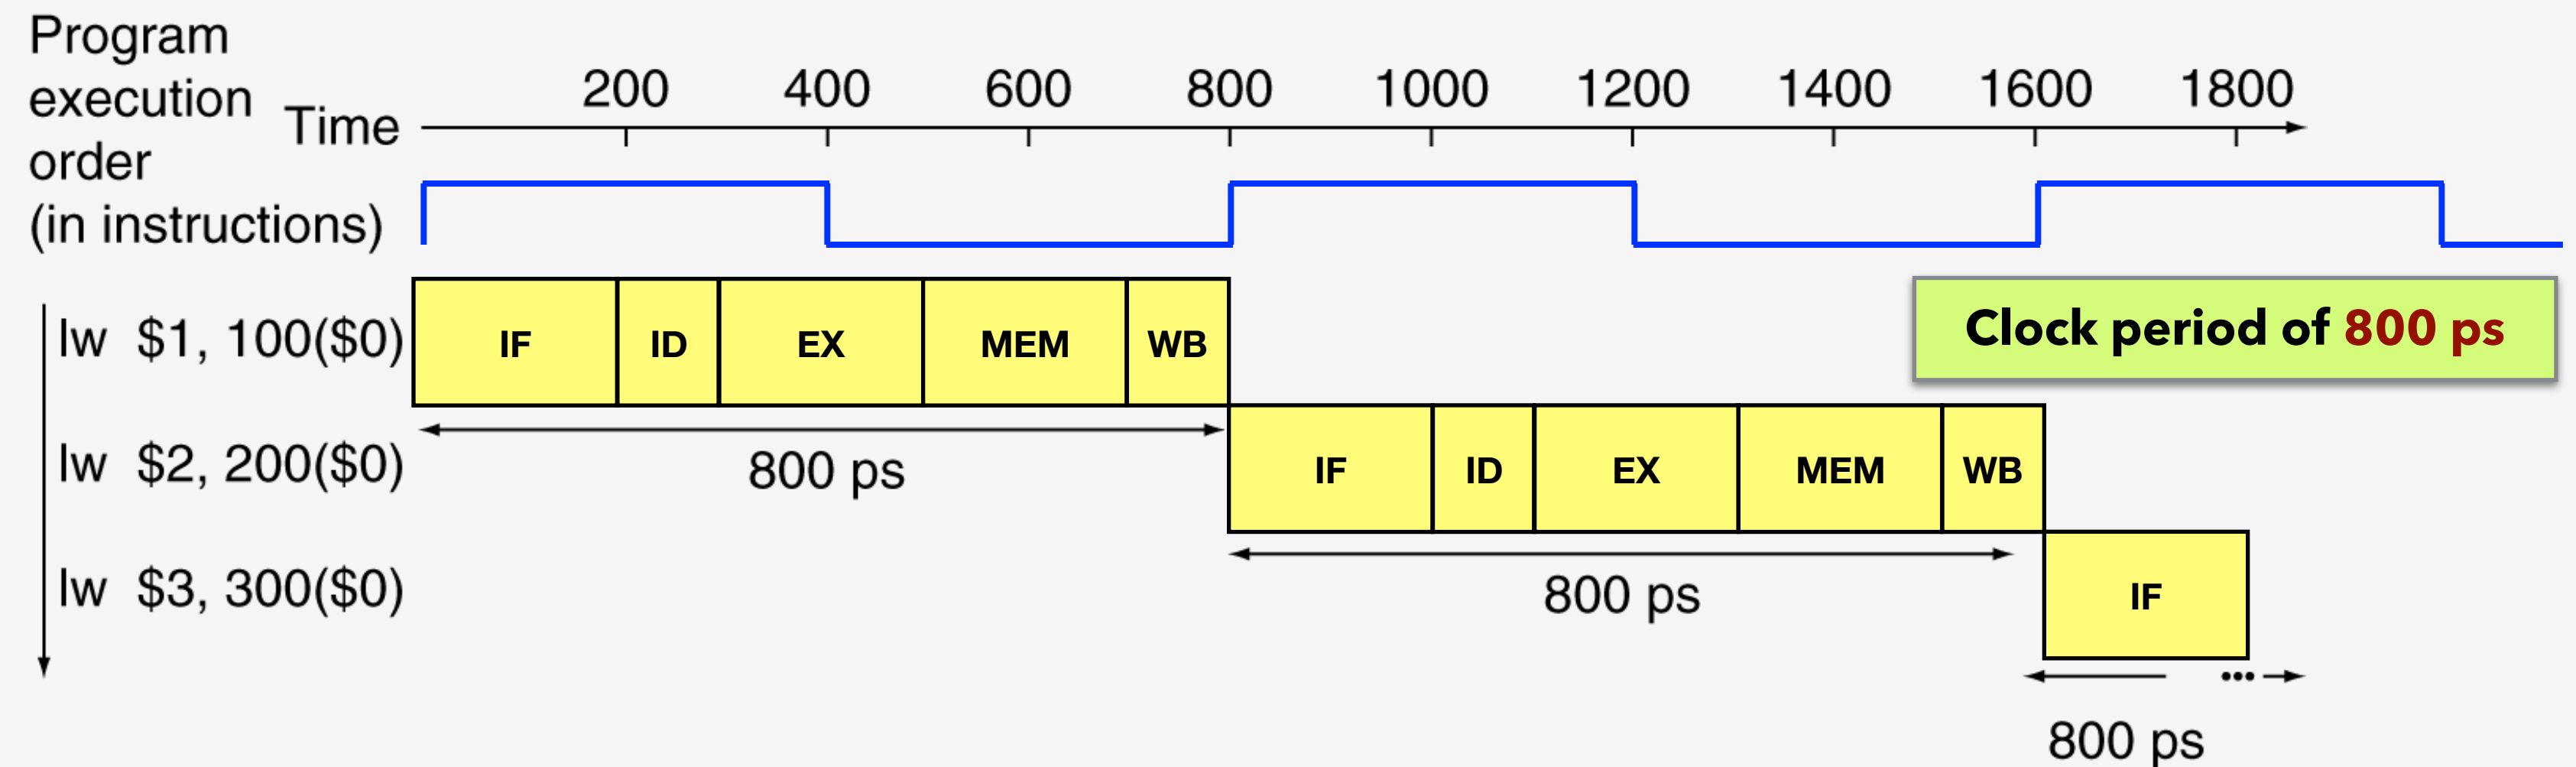 Program
execution
order
(in instructions)
Time
200 400 600 800 1000 1200 1400 1600 1800
lw $1, 100($0) IF ID EX MEM WB
Clock period of 800 ps
800 ps
lw $2, 200($0) IF ID EX MEM WB
800 ps
lw $3, 300($0) IF
•••
800 ps